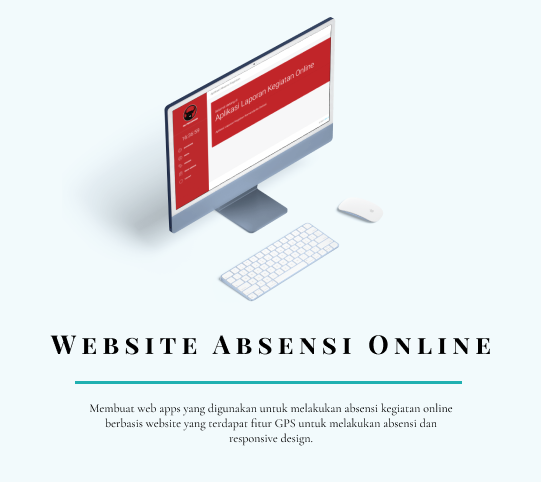 Aplikasi Laporan Kegiatan Online
WEBSITE ABSENSI ONLINE
Membuat web apps yang digunakan untuk melakukan absensi kegiatan online
berbasis website yang terdapat fitur GPS untuk melakukan absensi dan
responsive design.